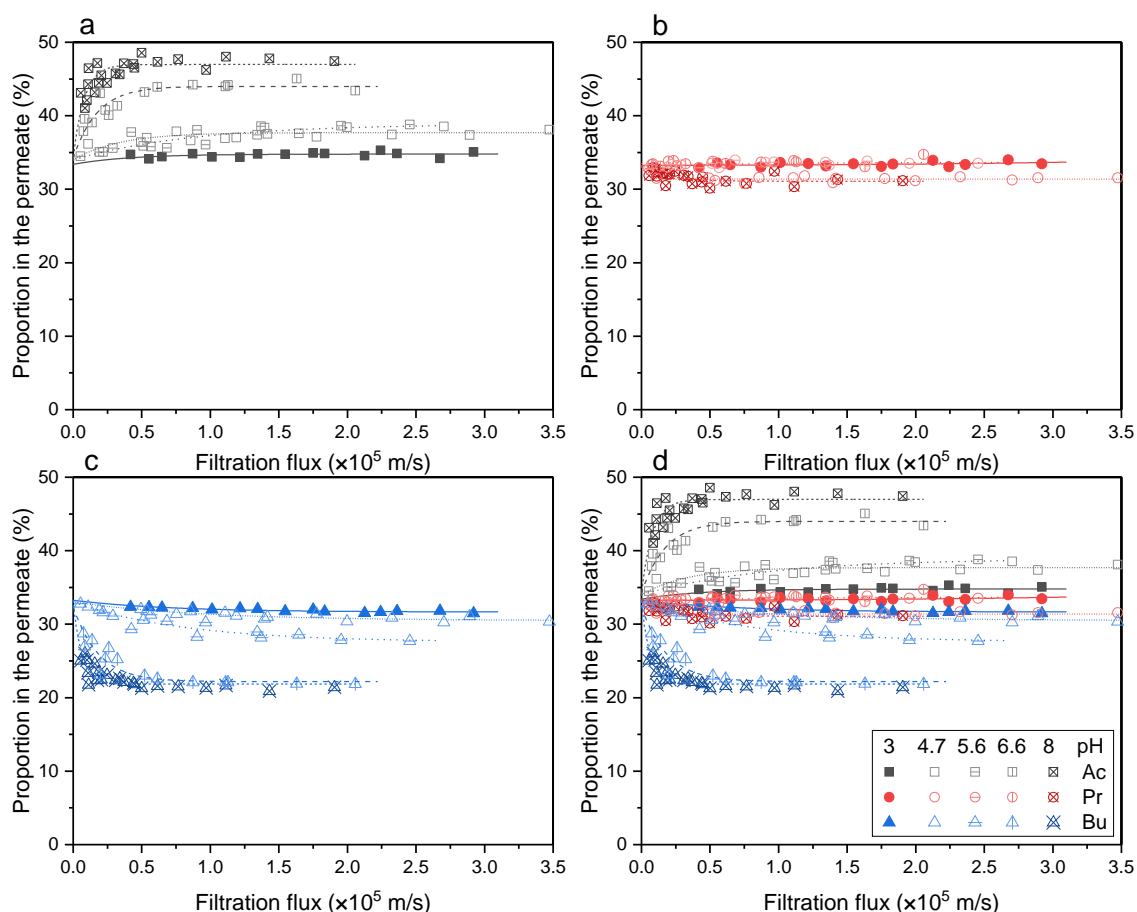 a
50
40
30
20
10
0
Proportion in the permeate (%)
0.0 0.5 1.0 1.5 2.0 2.5 3.0 3.5
Filtration flux (×10⁵ m/s)
b
50
40
30
20
10
0
Proportion in the permeate (%)
0.0 0.5 1.0 1.5 2.0 2.5 3.0 3.5
Filtration flux (×10⁵ m/s)
c
50
40
30
20
10
0
Proportion in the permeate (%)
0.0 0.5 1.0 1.5 2.0 2.5 3.0 3.5
Filtration flux (×10⁵ m/s)
d
50
40
30
20
10
0
Proportion in the permeate (%)
3 4.7 5.6 6.6 8 pH
Ac
Pr
Bu
0.0 0.5 1.0 1.5 2.0 2.5 3.0 3.5
Filtration flux (×10⁵ m/s)